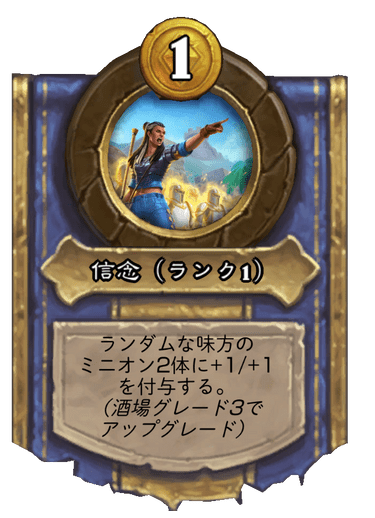 1
信念（ランク1）
ランダムな味方の
ミニオン2体に+1/+1
を付与する。
（酒場グレード3で
アップグレード）